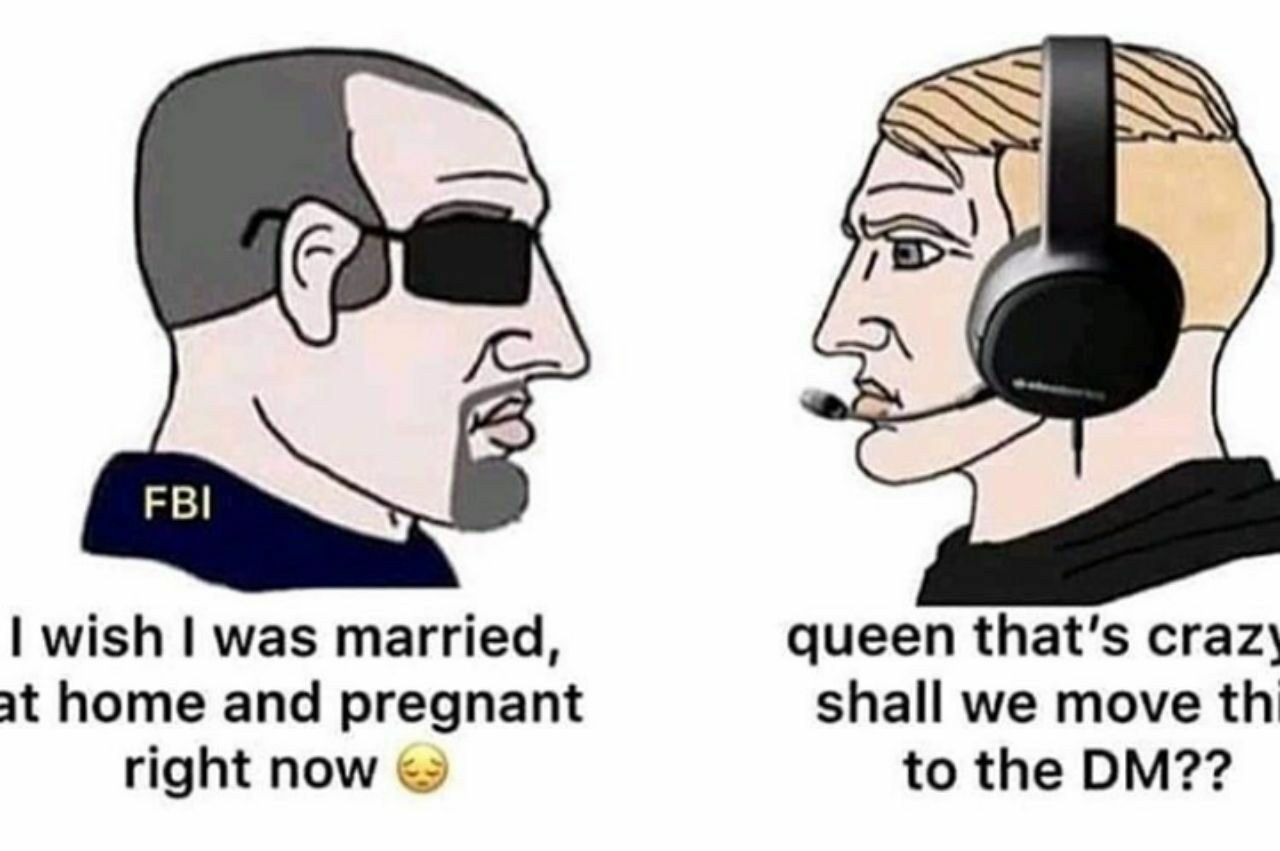 FBI
I wish I was married,
at home and pregnant
right now 😔
queen that's crazy
shall we move thi
to the DM??